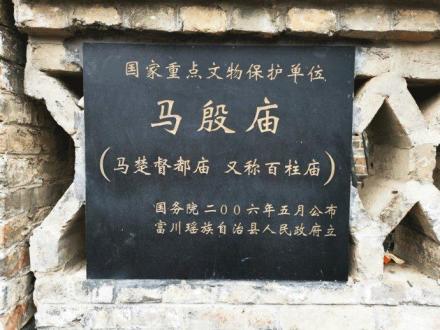 国家重点文物保护单位
马殷庙
(马楚督都庙 又称百柱庙)
国务院二〇〇六年五月公布
富川瑶族自治县人民政府立